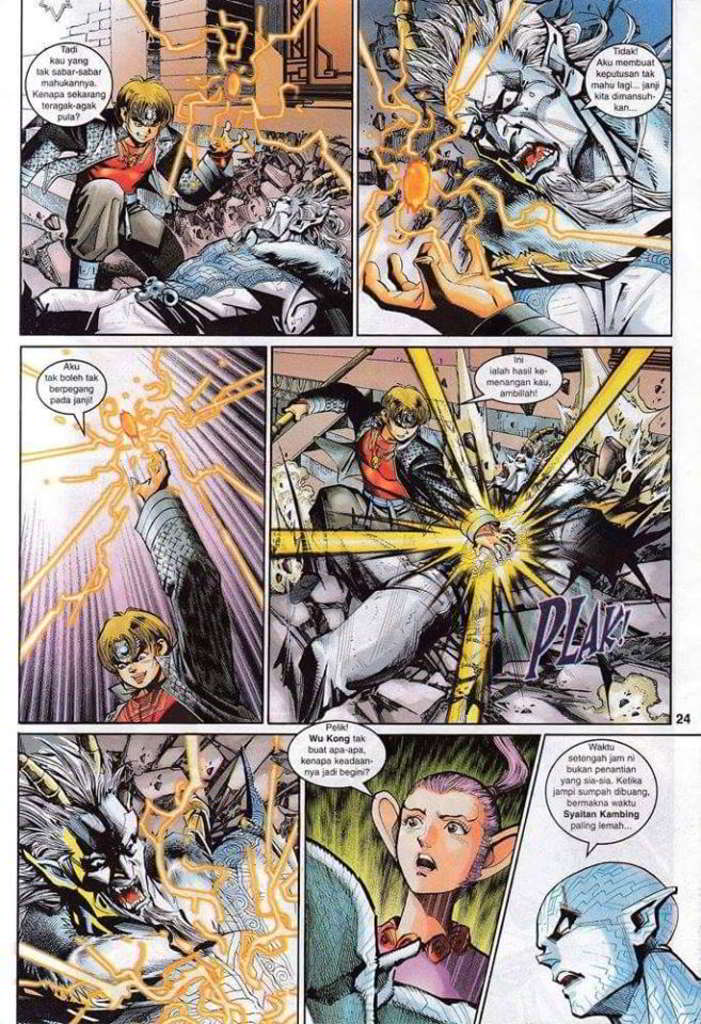 Tadi
kau yang
tak sabar-sabar
mahukannya.
Kenapa sekarang
teragak-agak
pula?
Tidak!
Aku membuat
keputusan tak
mahu lagi... janji
kita dimansuh-
kan...
Aku
tak boleh tak
berpegang
pada janji!
Ini
ialah hasil ke-
menangan kau,
ambillah!
PLAK!
24
Pelik!
Wu Kong tak
buat apa-apa,
kenapa keadaan-
nya jadi begini?
Waktu
setengah jam ni
bukan penantian
yang sia-sia. Ketika
jampi sumpah dibuang,
bermakna waktu
Syaitan Kambing
paling lemah...